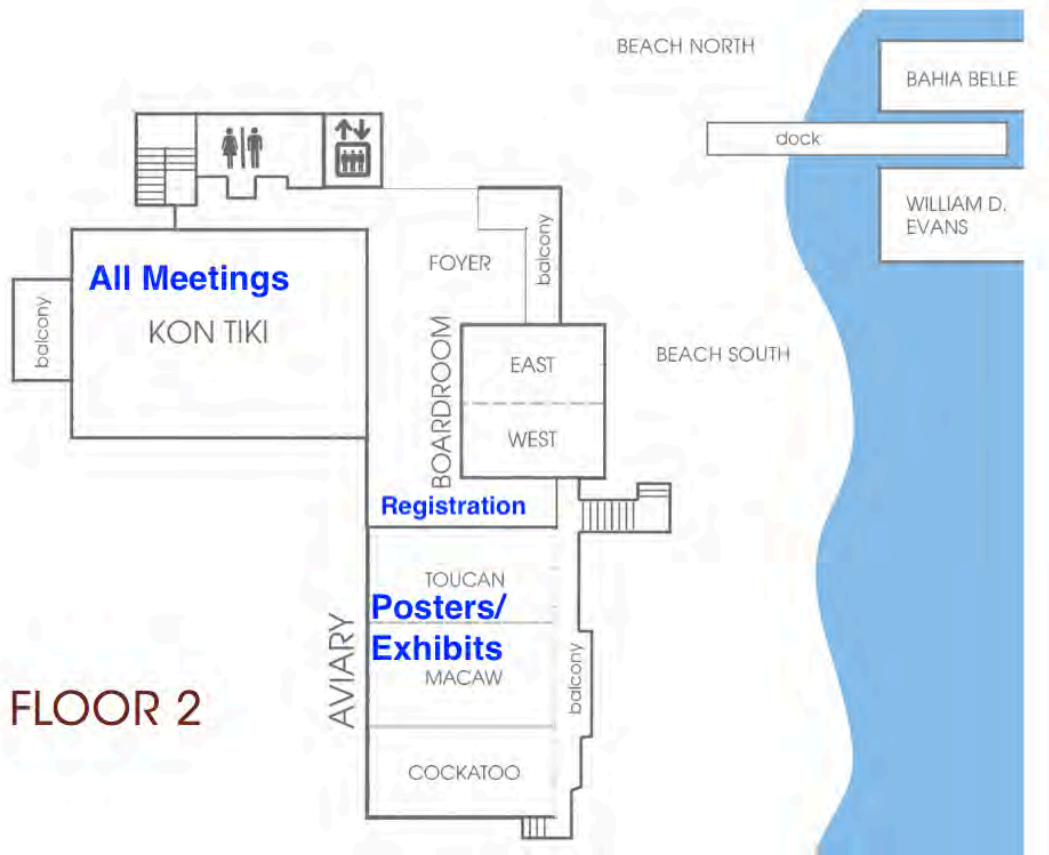 BEACH NORTH
BAHIA BELLE
dock
WILLIAM D.
EVANS
balcony
FOYER
All Meetings
KON TIKI
balcony
BOARDROOM
EAST
WEST
BEACH SOUTH
Registration
TOUCAN
Posters/
Exhibits
MACAW
AVIARY
balcony
FLOOR 2
COCKATOO